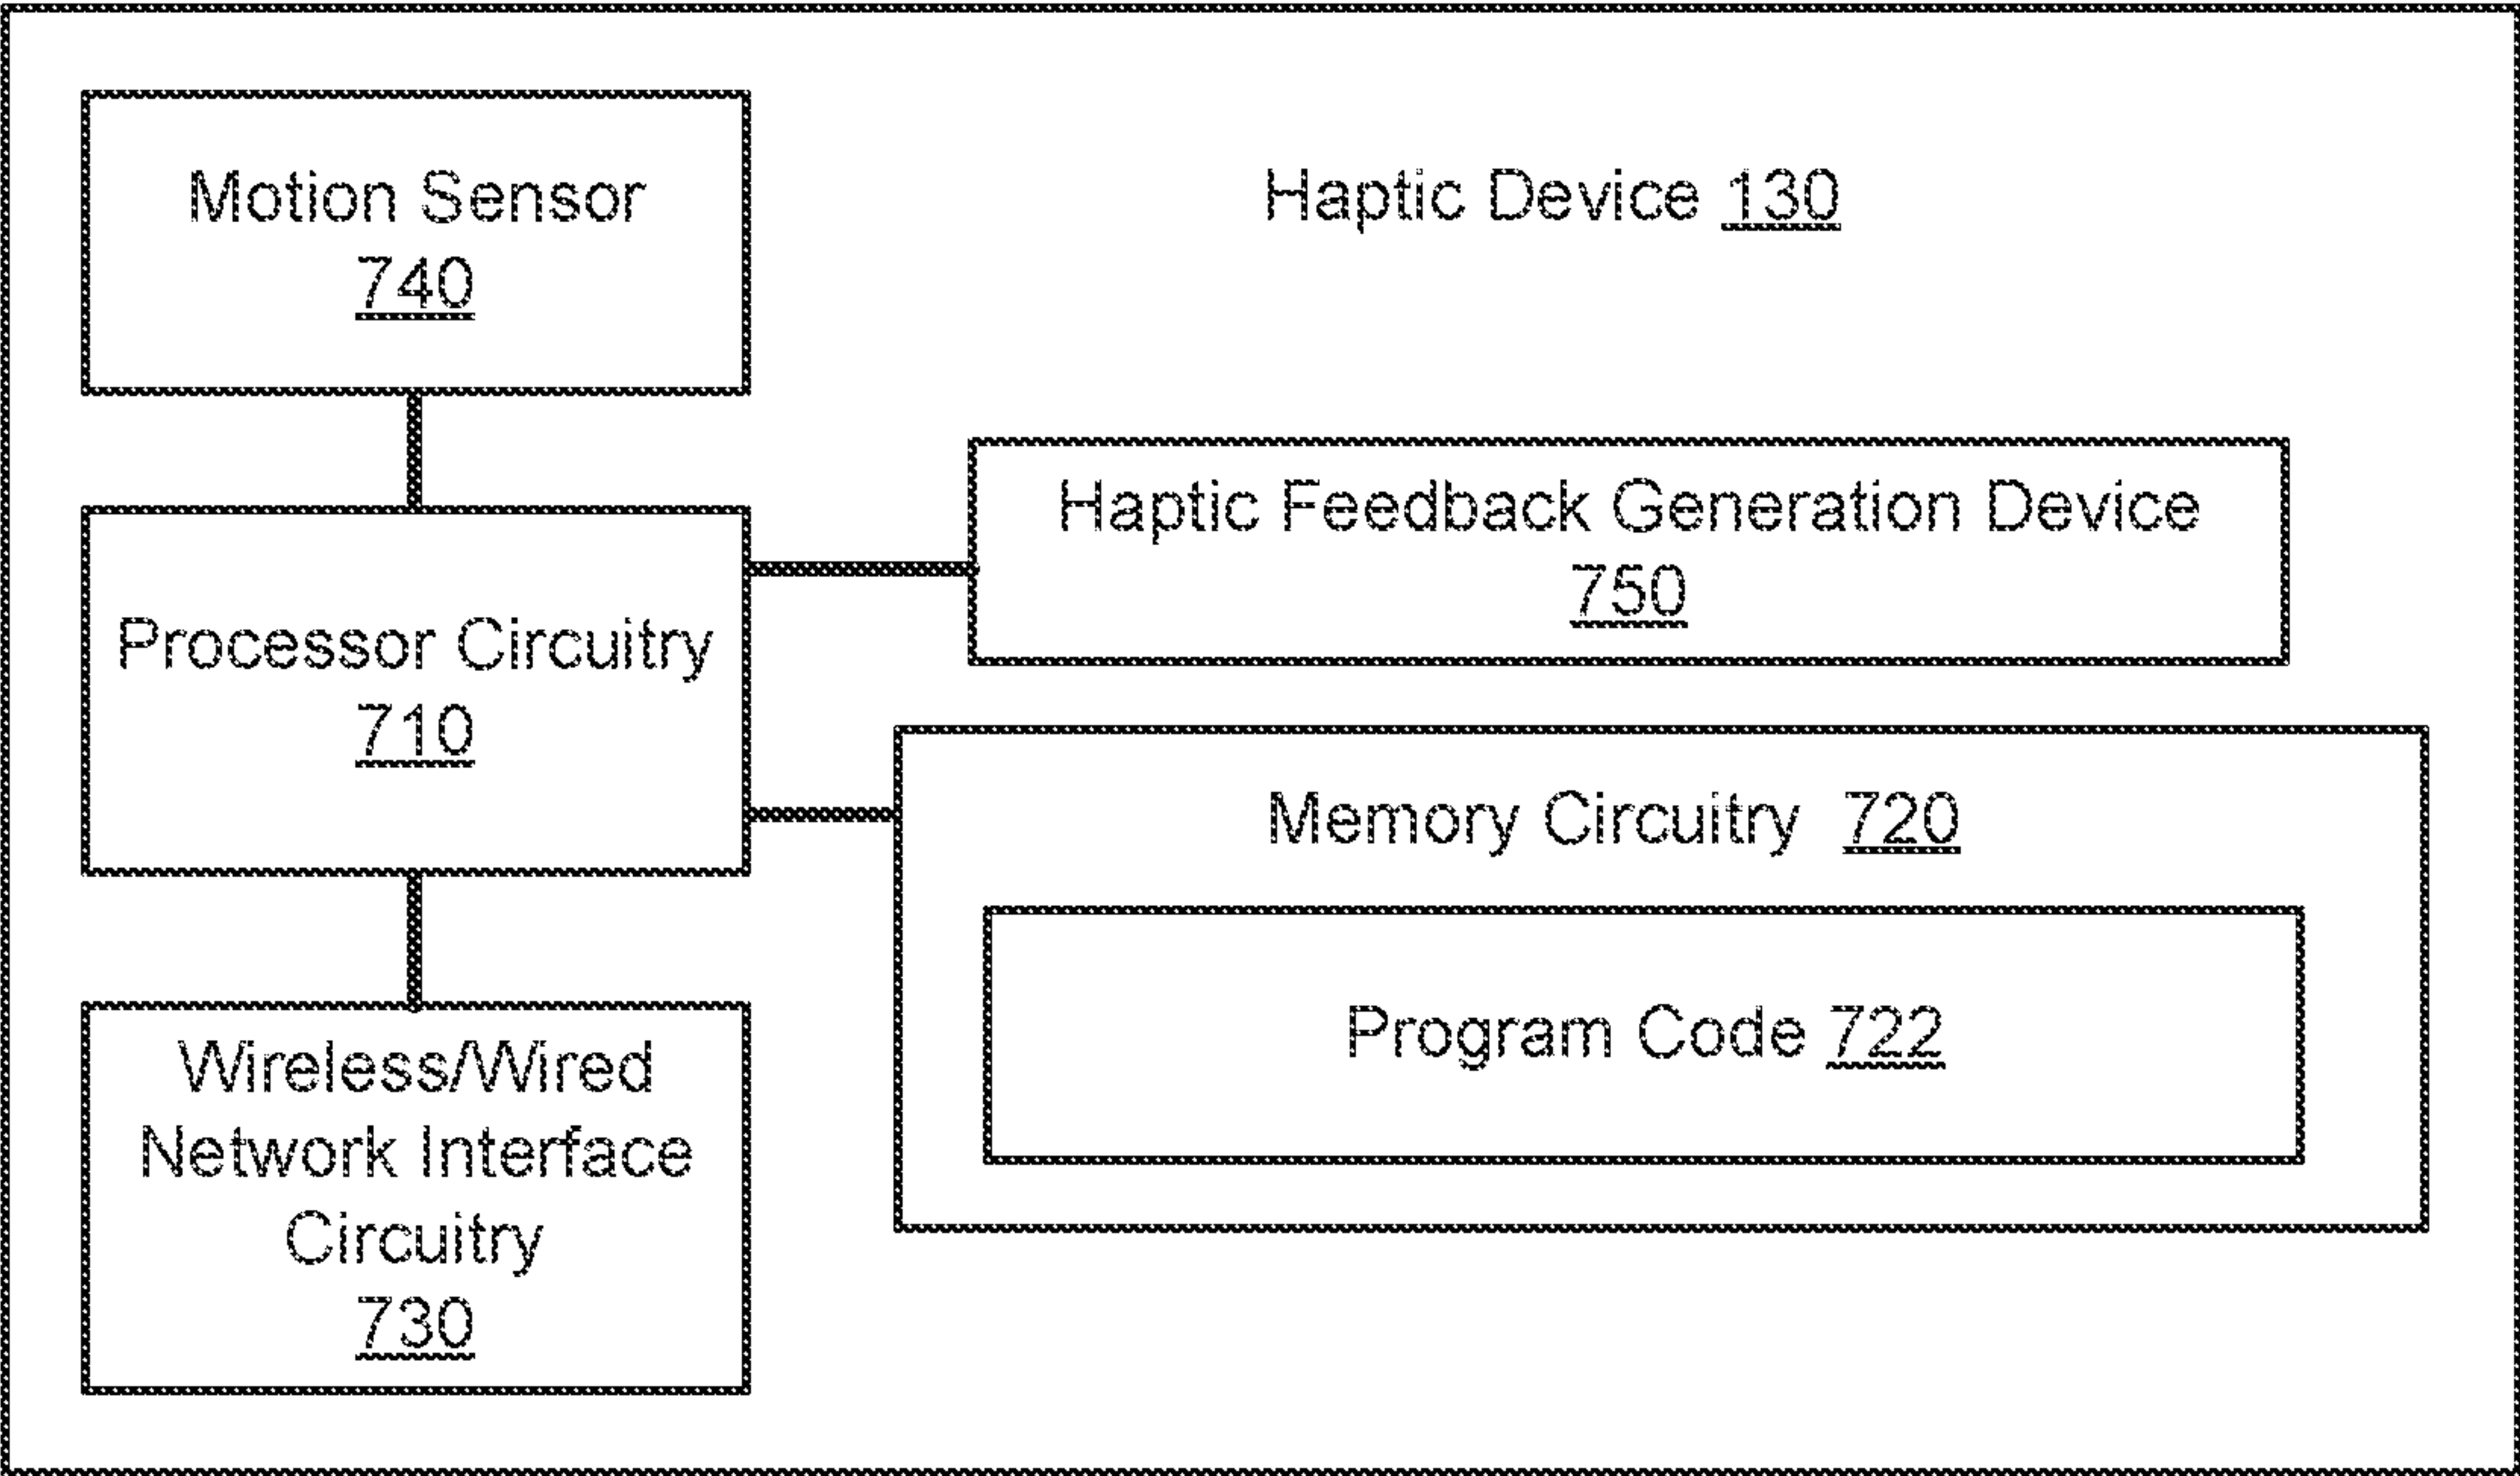 Motion Sensor
740
Haptic Device 130
Haptic Feedback Generation Device
750
Processor Circuitry
710
Memory Circuitry 720
Program Code 722
Wireless/Wired
Network Interface
Circuitry
730